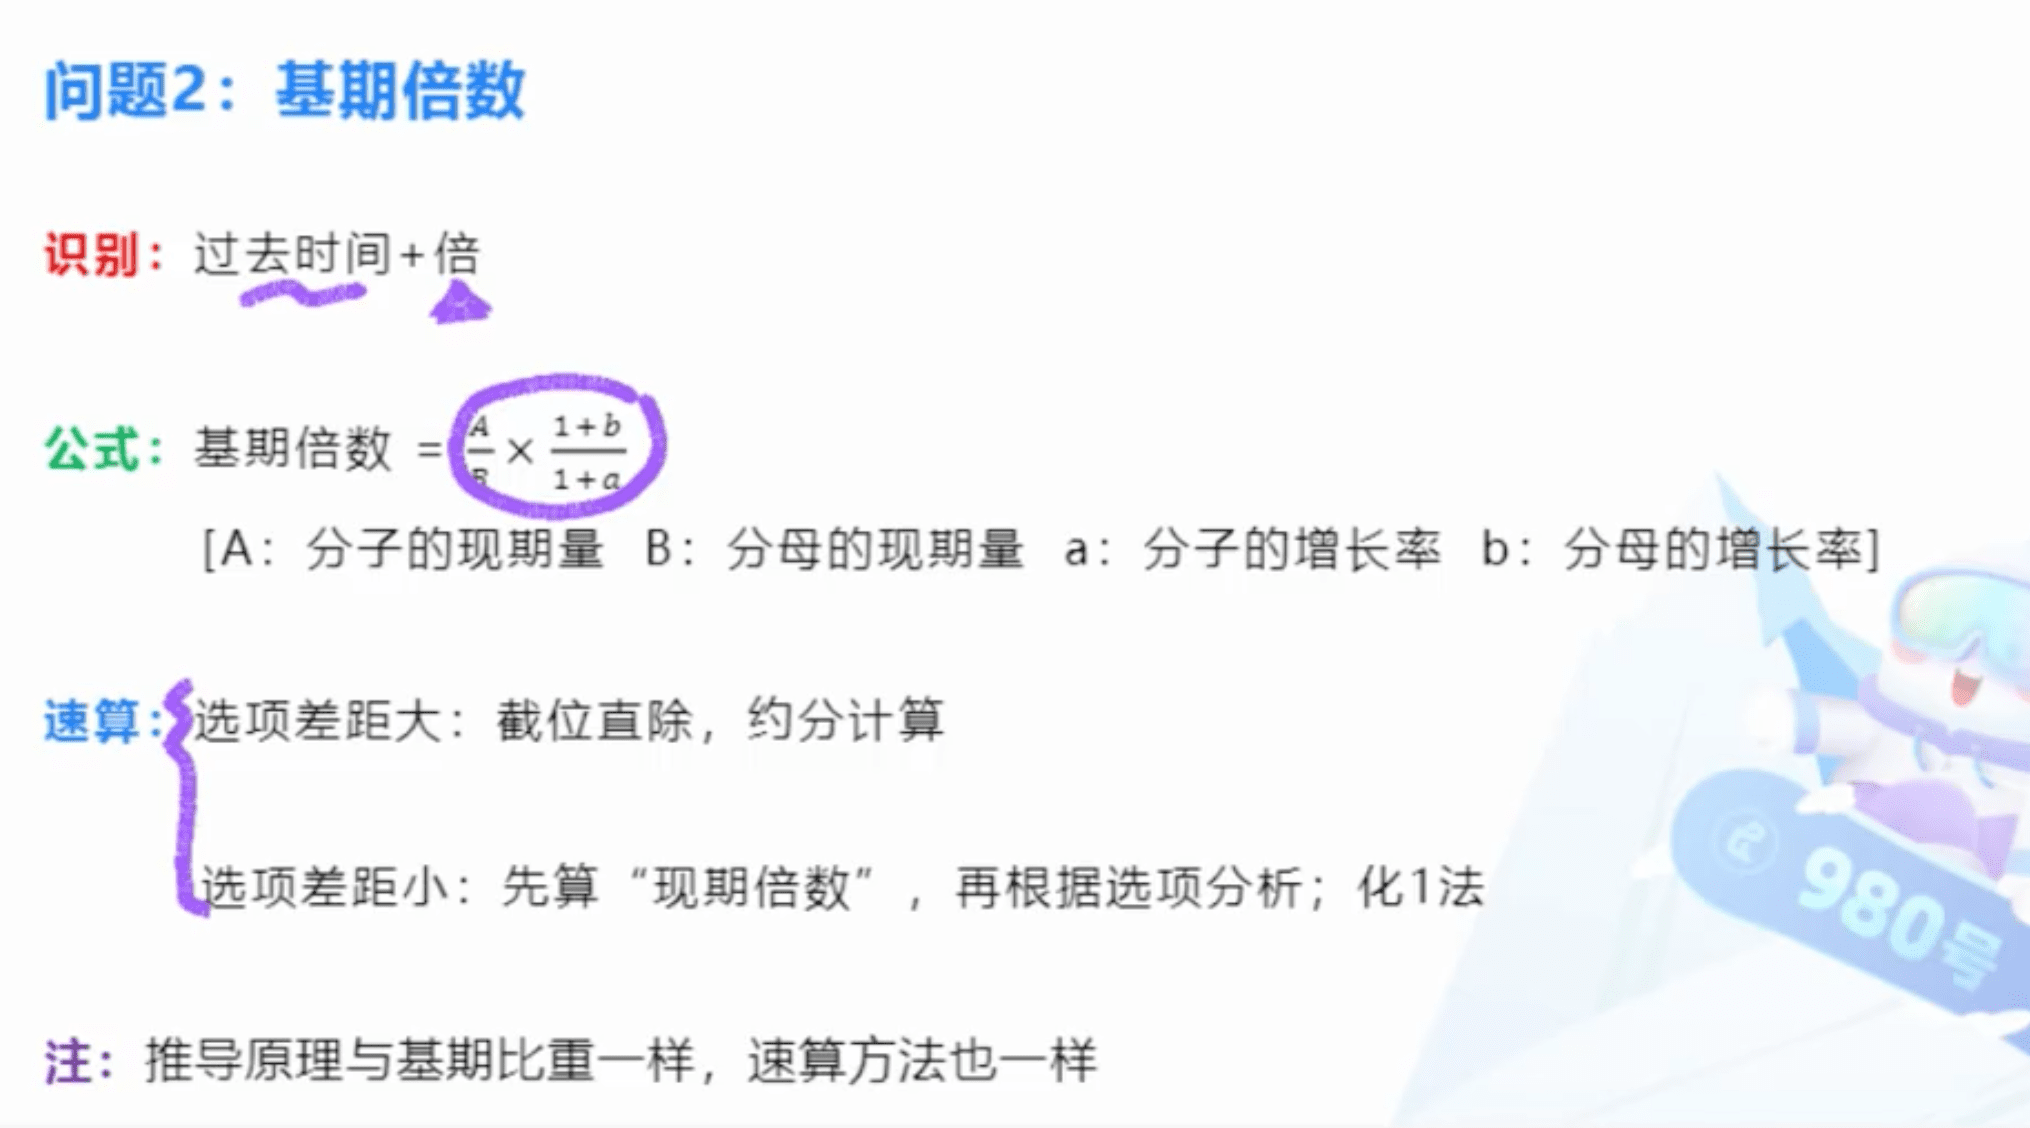 问题2：基期倍数
识别：过去时间+倍
公式：基期倍数 = A/B × 1+b/1+a
[A：分子的现期量 B：分母的现期量 a：分子的增长率 b：分母的增长率]
速算：选项差距大：截位直除，约分计算
选项差距小：先算“现期倍数”，再根据选项分析；化1法
注：推导原理与基期比重一样，速算方法也一样
980号